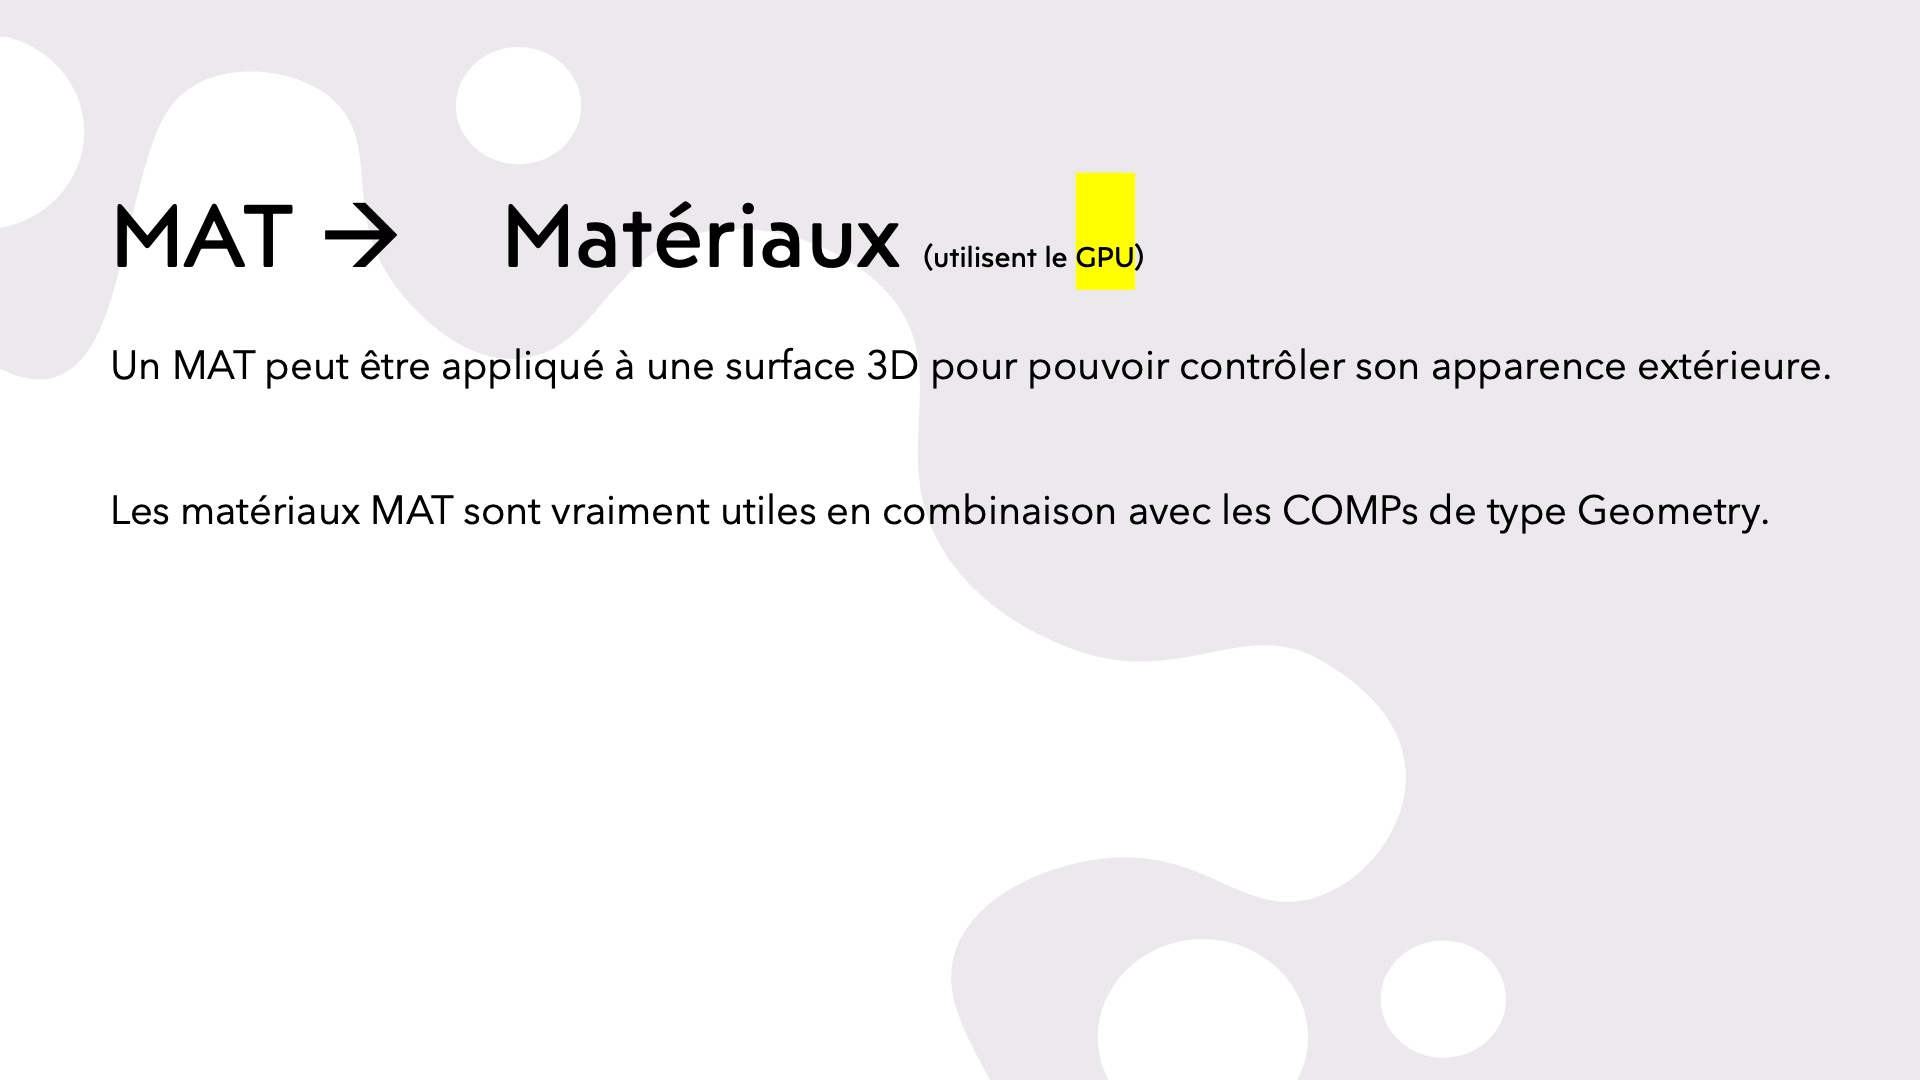 MAT → Matériaux (utilisent le GPU)
Un MAT peut être appliqué à une surface 3D pour pouvoir contrôler son apparence extérieure.
Les matériaux MAT sont vraiment utiles en combinaison avec les COMPs de type Geometry.